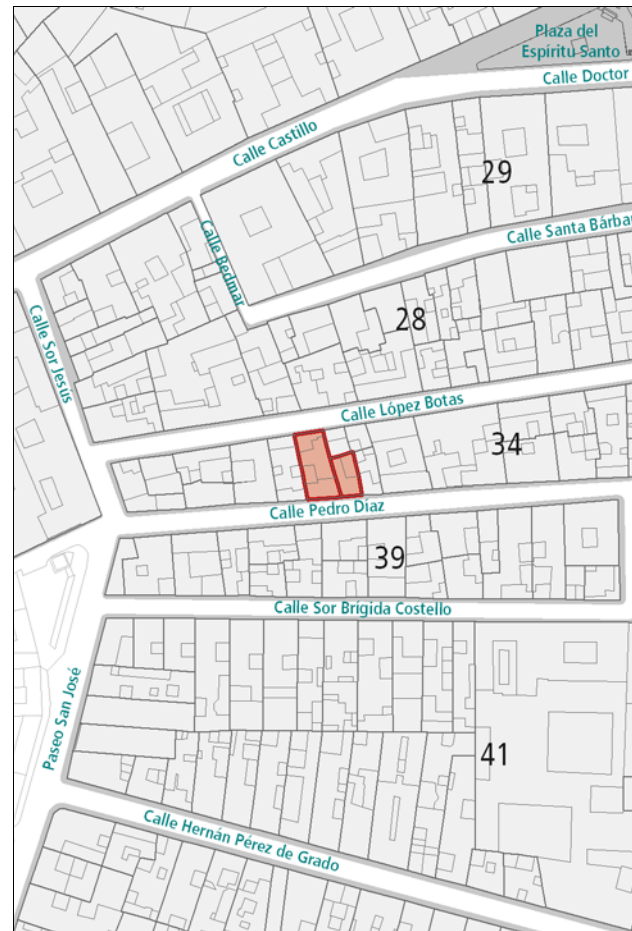 Plaza del
Espíritu Santo
Calle Doctor
Calle Castillo
29
Calle Santa Bárbar
Calle Bedmar
28
Calle Sor Jesús
Calle López Botas
34
Calle Pedro Díaz
39
Calle Sor Brígida Costello
Paseo San José
41
Calle Hernán Pérez de Grado